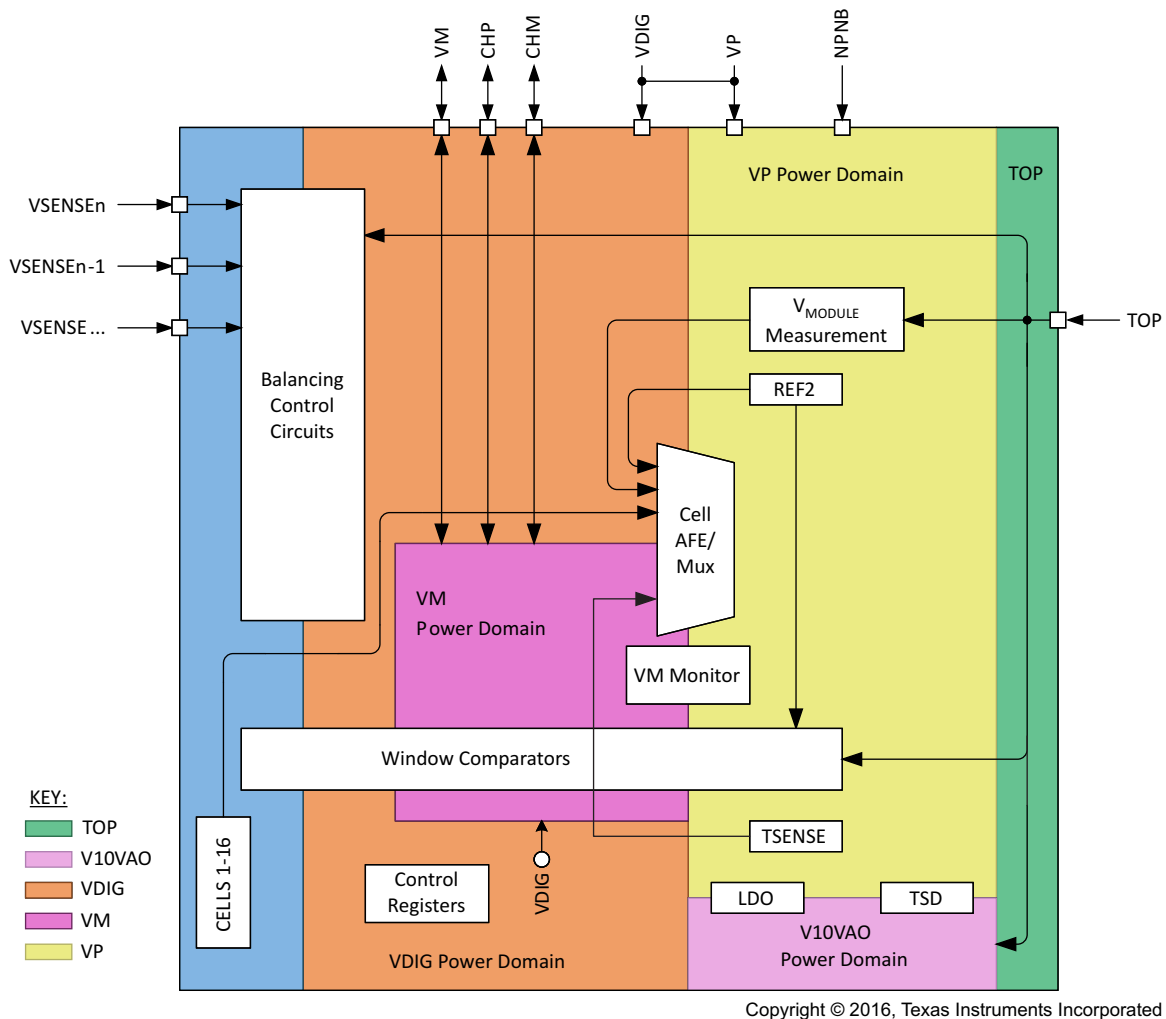 VM
CHP
CHM
VDIG
VP
NPNB
VP Power Domain
TOP
VSENSEn
VSENSEn-1
VSENSE...
TOP
VMODULE
Measurement
REF2
Balancing
Control
Circuits
Cell
AFE/
Mux
VM
Power Domain
VM Monitor
Window Comparators
KEY:
TOP
V10VAO
VDIG
VM
VP
CELLS 1-16
TSENSE
Control
Registers
VDIG
LDO
TSD
V10VAO
Power Domain
VDIG Power Domain
Copyright © 2016, Texas Instruments Incorporated